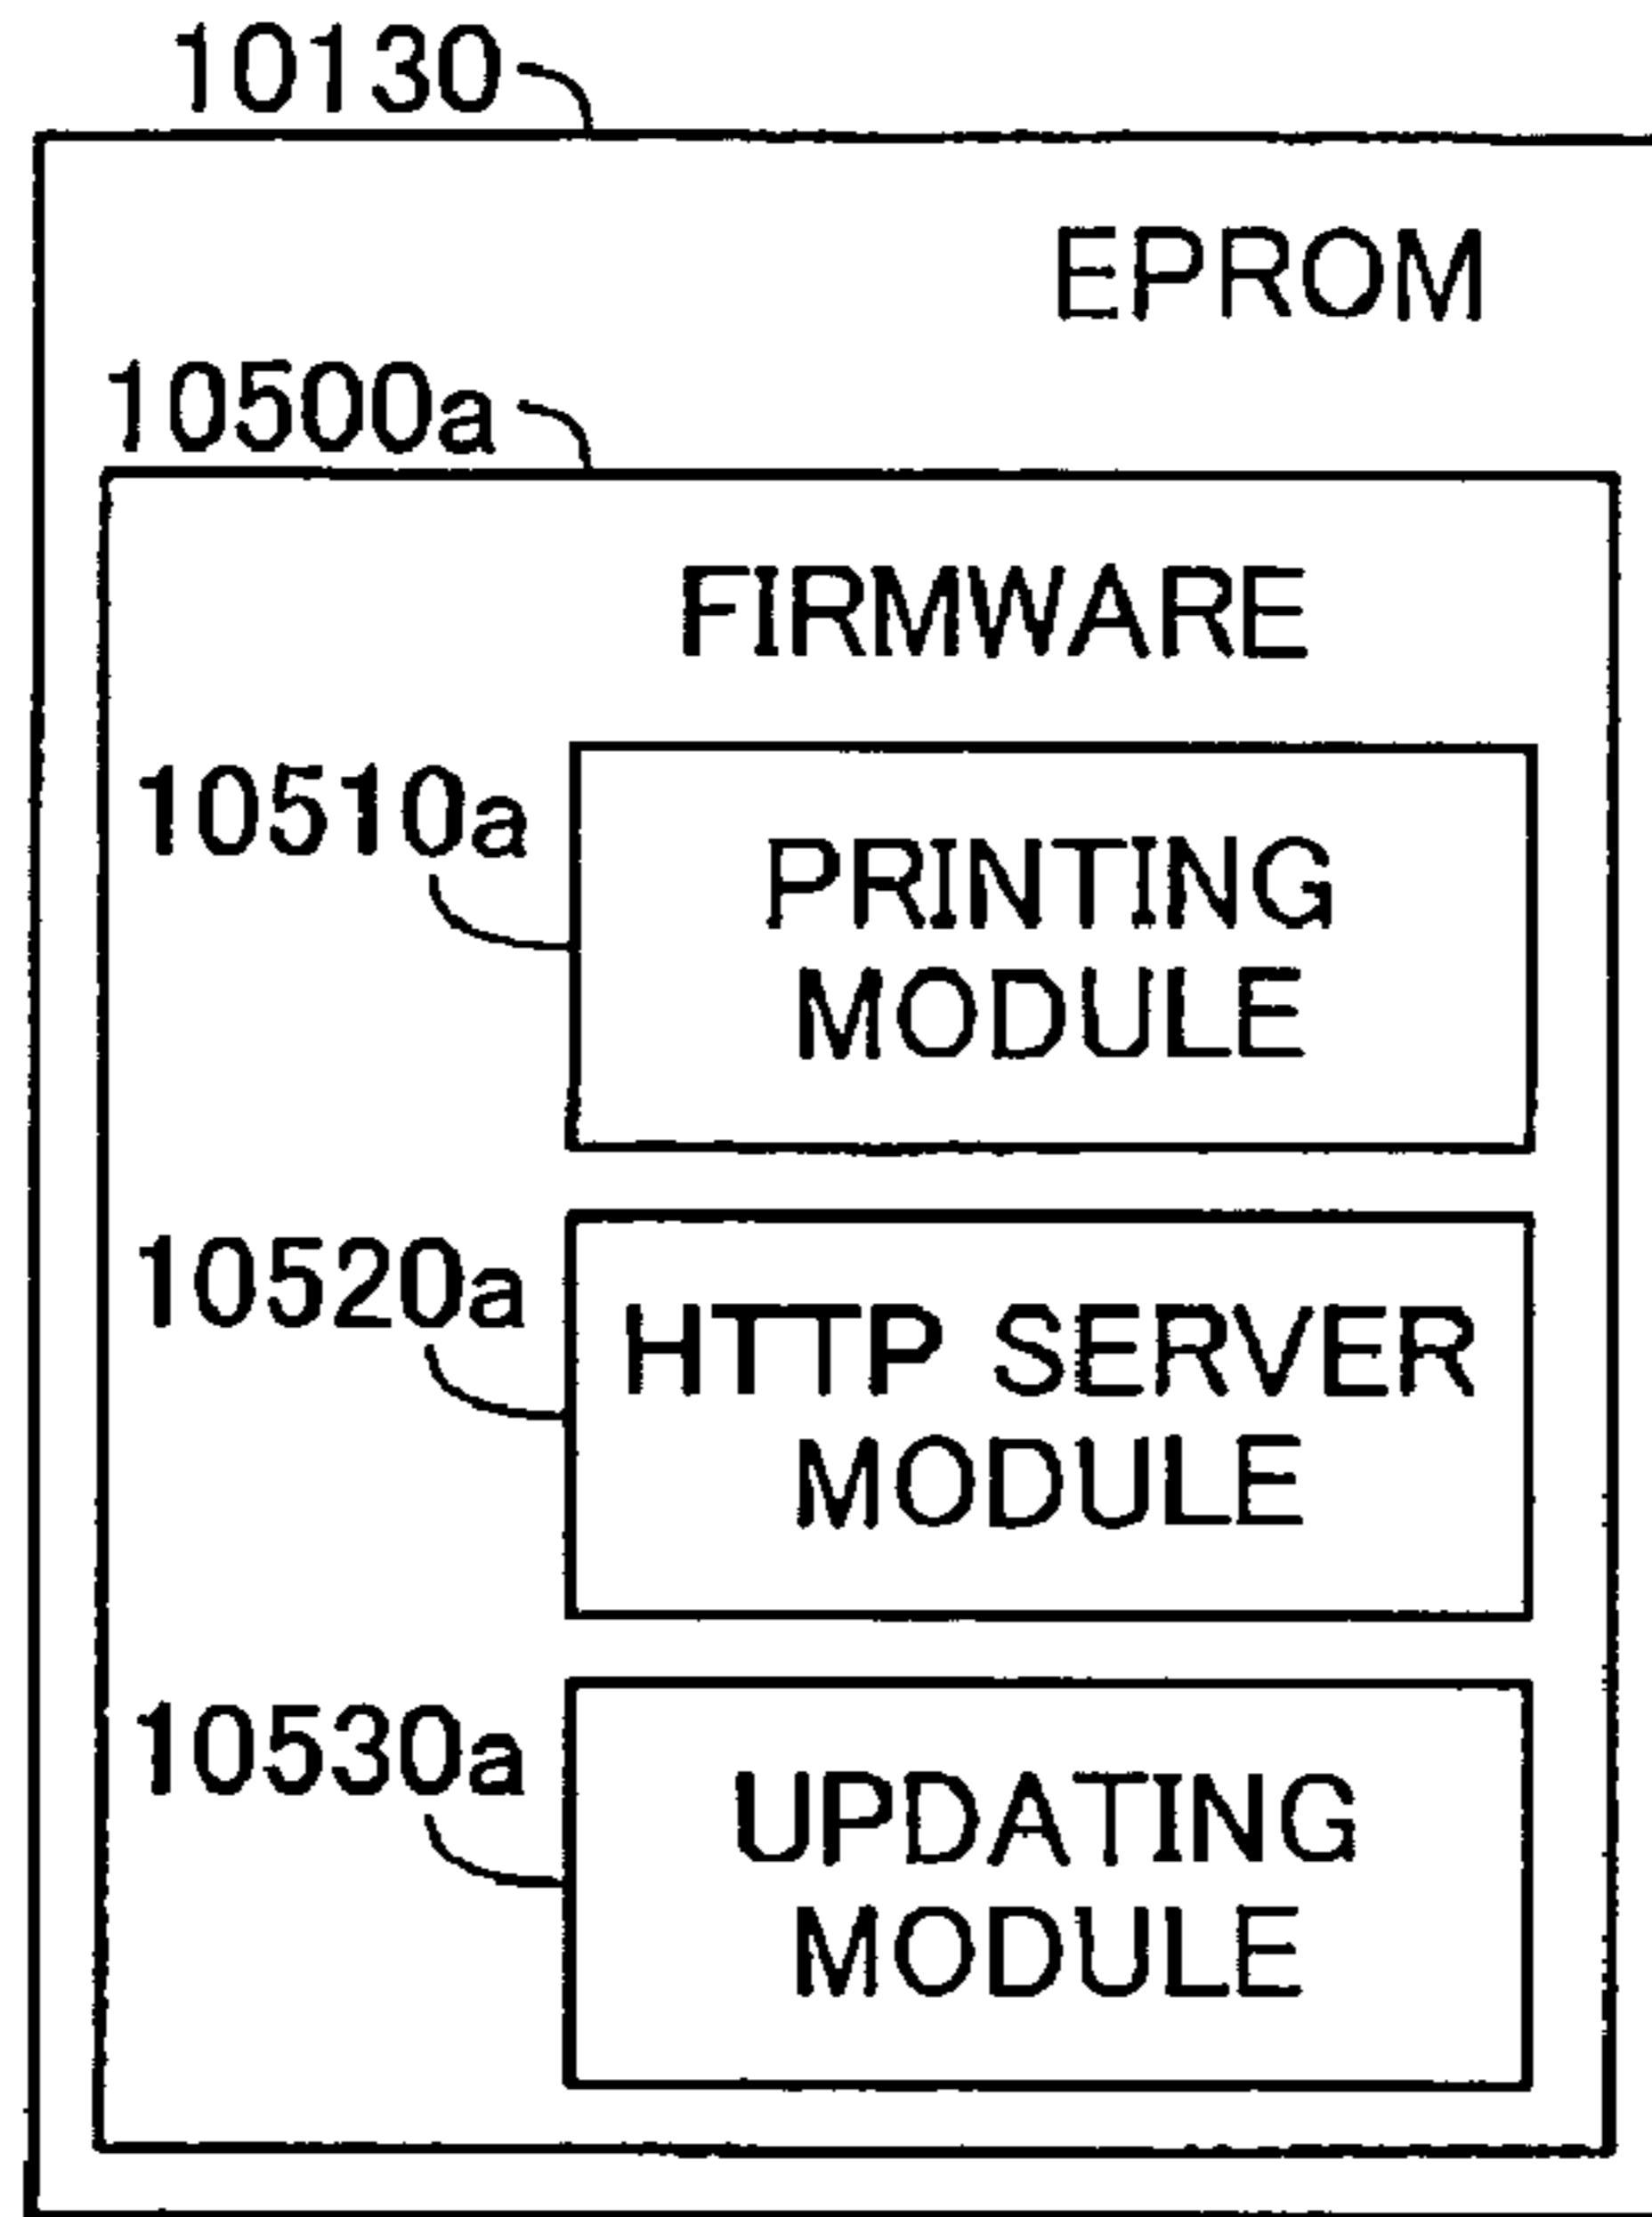 10130
EPROM
10500a
FIRMWARE
10510a
PRINTING
MODULE
10520a
HTTP SERVER
MODULE
10530a
UPDATING
MODULE